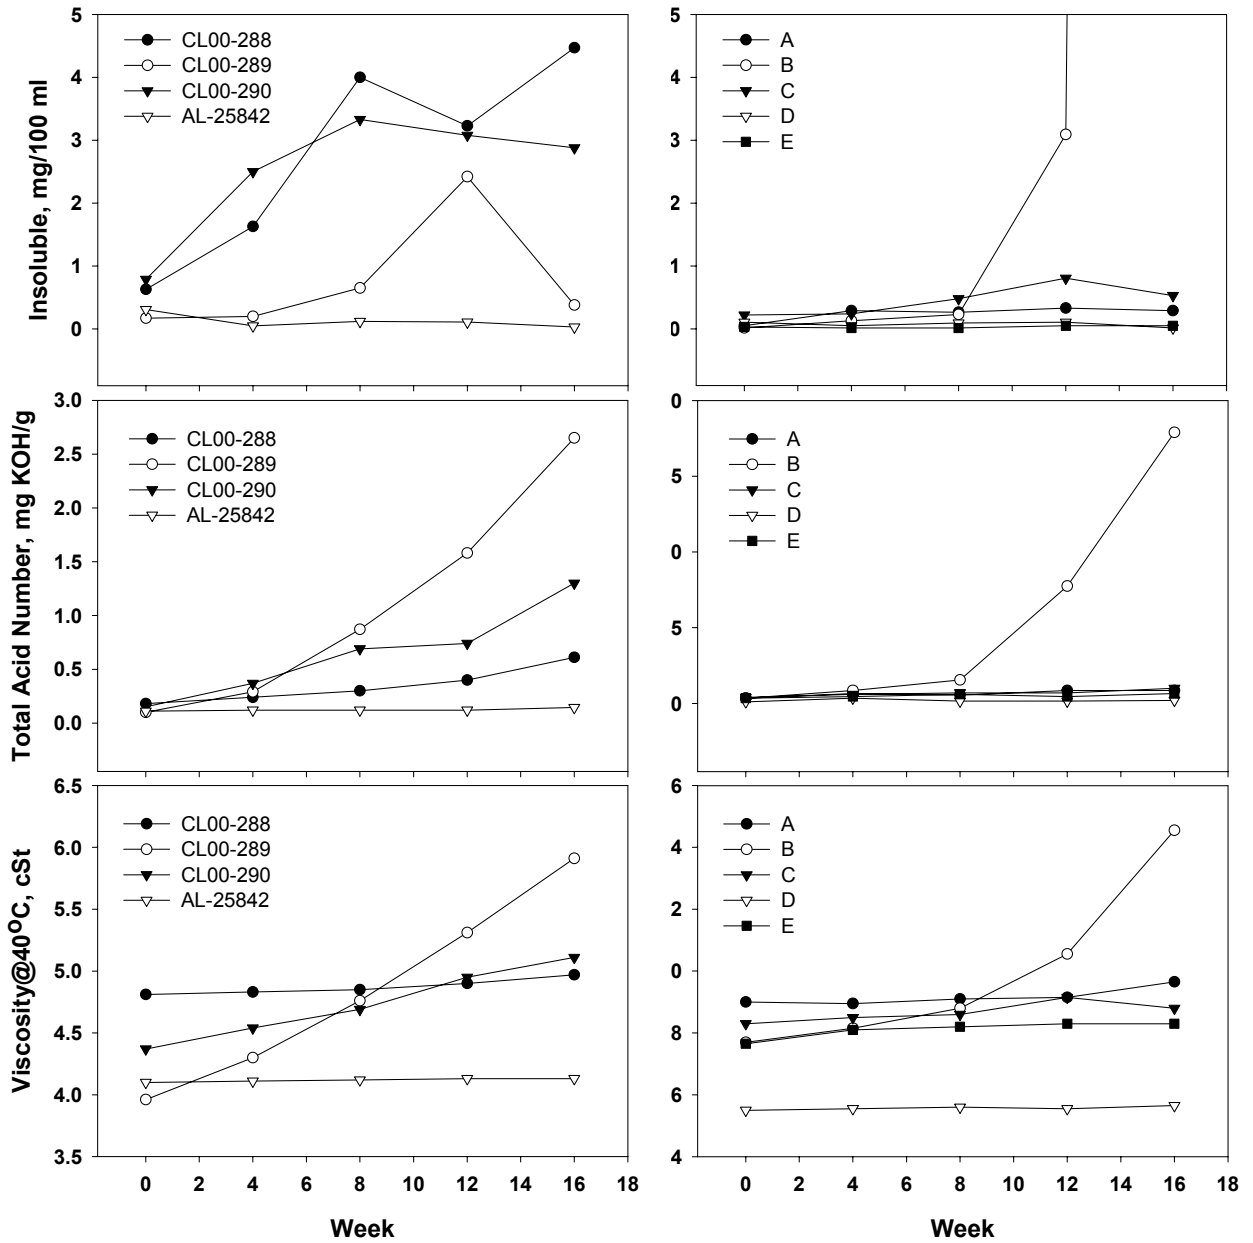 Insoluble, mg/100 ml
5
4
3
2
1
0
CL00-288
CL00-289
CL00-290
AL-25842
5
4
3
2
1
0
A
B
C
D
E
Total Acid Number, mg KOH/g
3.0
2.5
2.0
1.5
1.0
0.5
0.0
CL00-288
CL00-289
CL00-290
AL-25842
0
5
0
5
0
A
B
C
D
E
Viscosity@40°C, cSt
6.5
6.0
5.5
5.0
4.5
4.0
3.5
CL00-288
CL00-289
CL00-290
AL-25842
0 4 8 12 16 18
Week
6
4
2
0
8
6
4
A
B
C
D
E
0 2 4 6 8 10 12 14 16 18
Week